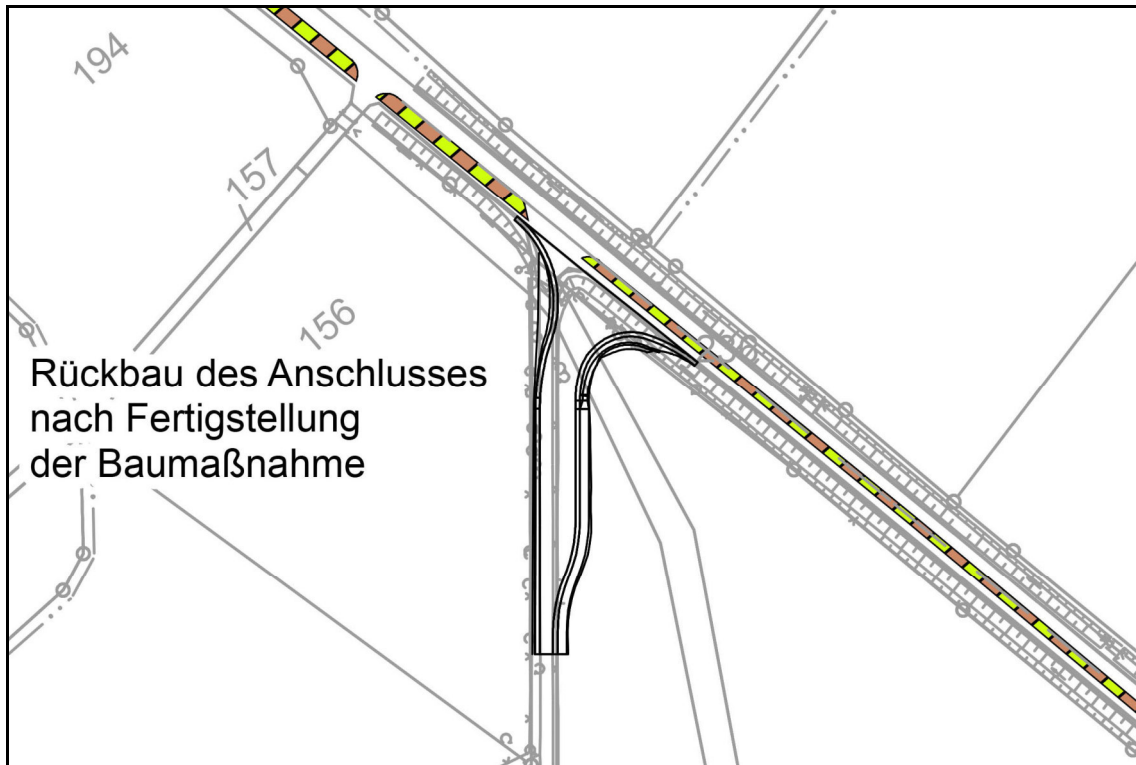 194
157
156
Rückbau des Anschlusses
nach Fertigstellung
der Baumaßnahme